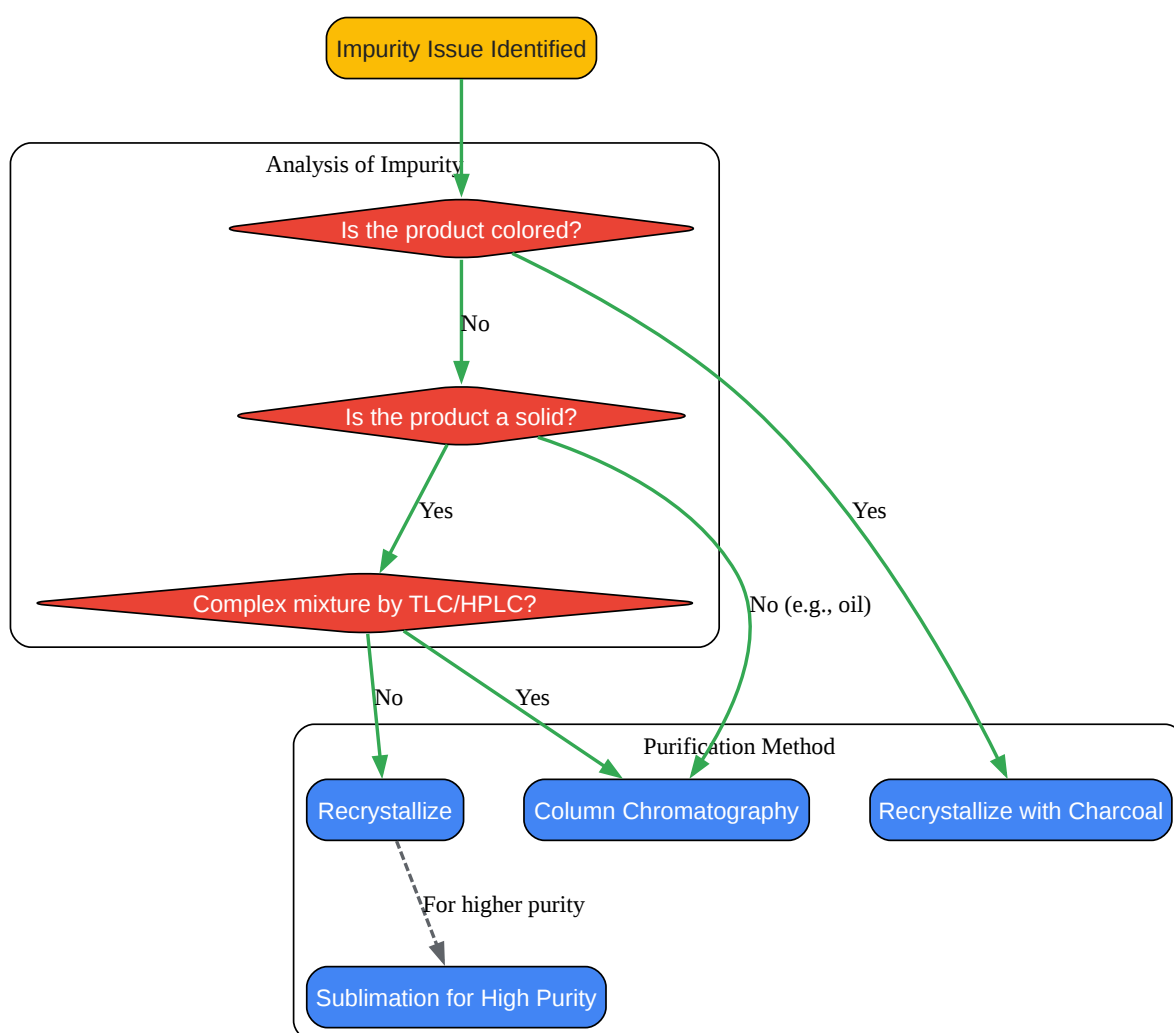 Impurity Issue Identified
Analysis of Impurity
Is the product colored?
No
Is the product a solid?
Yes
Yes
Complex mixture by TLC/HPLC?
No (e.g., oil)
No
Yes
Purification Method
Recrystallize
Column Chromatography
Recrystallize with Charcoal
For higher purity
Sublimation for High Purity